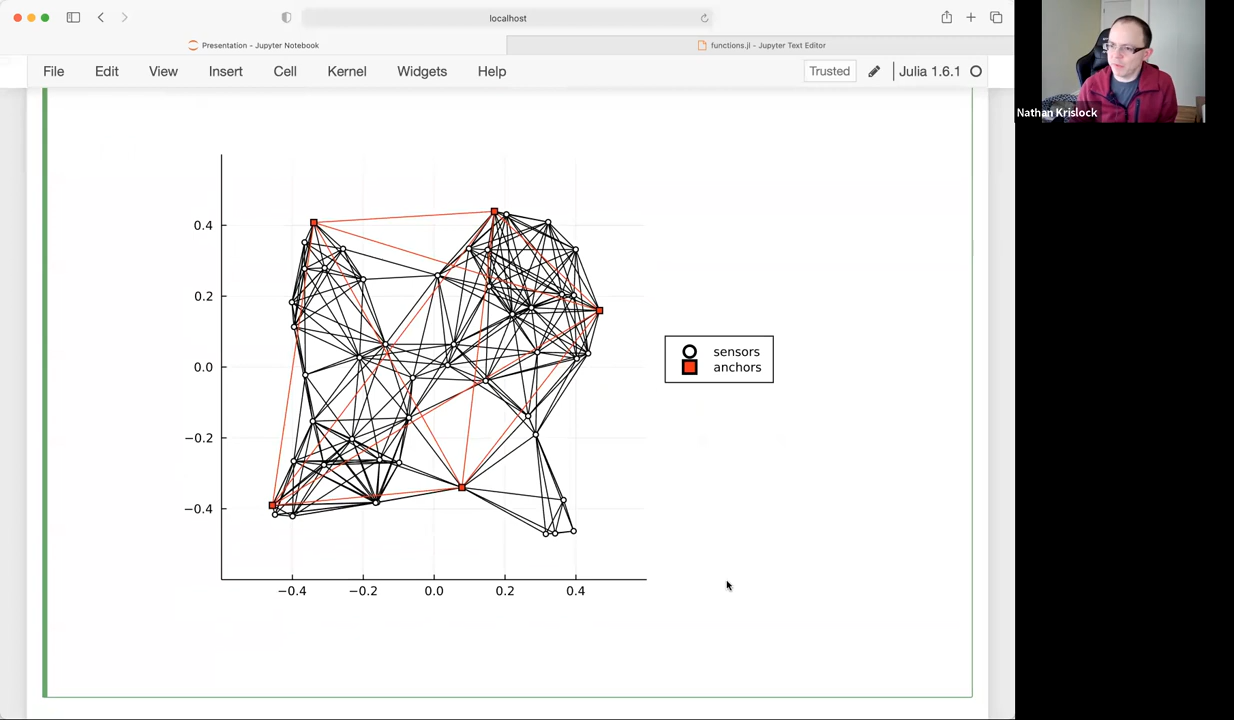 localhost
Presentation - Jupyter Notebook
functions.jl - Jupyter Text Editor
File Edit View Insert Cell Kernel Widgets Help
Trusted
Julia 1.6.1
Nathan Krislock
0.4
0.2
0.0
−0.2
−0.4
−0.4 −0.2 0.0 0.2 0.4
sensors
anchors